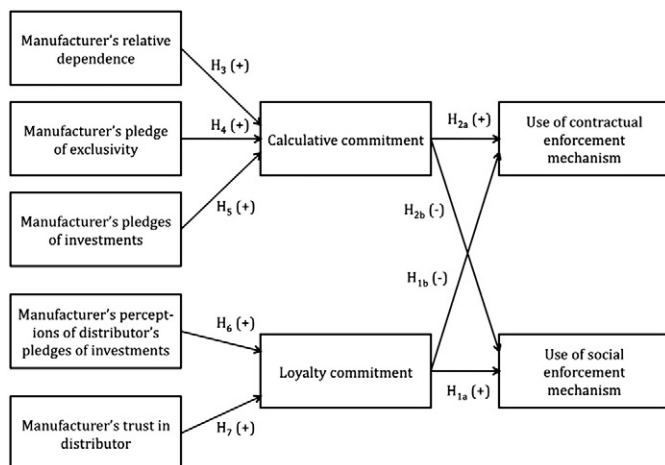 Manufacturer's relative
dependence
H3 (+)
Manufacturer's pledge
of exclusivity
H4 (+)
Calculative commitment
H2a (+)
Use of contractual
enforcement
mechanism
Manufacturer's pledges
of investments
H5 (+)
H2b (-)
H1b (-)
Manufacturer's percept-
ions of distributor's
pledges of investments
H6 (+)
Loyalty commitment
H1a (+)
Use of social
enforcement
mechanism
Manufacturer's trust in
distributor
H7 (+)